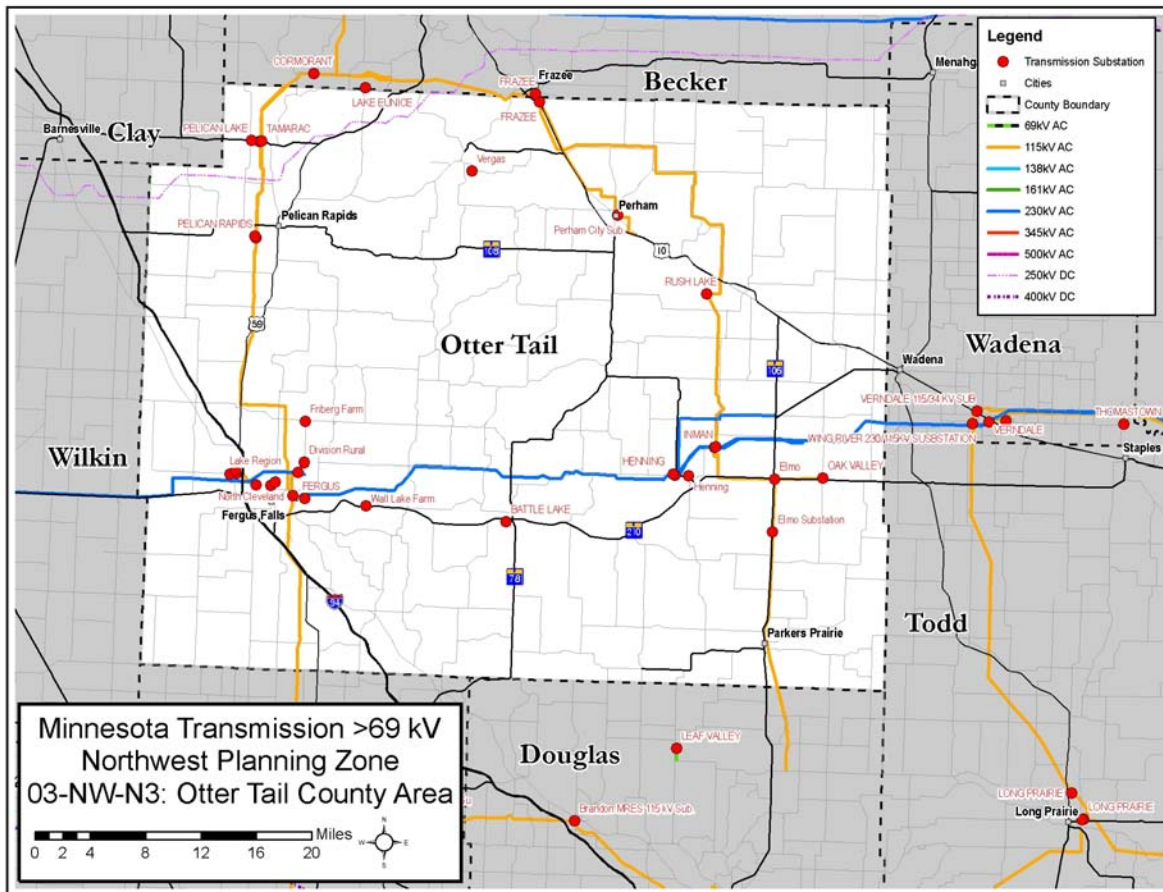 CORMORANT
LAKE EUNICE
FRAZEE
Frazee
FRAZEE
Becker
Menahg
Barnesville
Clay
PELICAN LAKE
TAMARAC
Vergas
Pelican Rapids
PELICAN RAPIDS
Perham
Perham City Sub
108
10
RUSH LAKE
59
Otter Tail
106
Wadena
Wadena
VERNDALE 115/34 KV SUB
THOMASTOWN
VERNDALE
Staples
Friberg Farm
Division Rural
INMAN
WING RIVER 230/115KV SUSBSTATION
Wilkin
Lake Region
FERGUS
North Cleveland
Fergus Falls
Wall Lake Farm
HENNING
Henning
Elmo
OAK VALLEY
BATTLE LAKE
210
Elmo Substation
78
94
Todd
Parkers Prairie
Douglas
LEAF VALLEY
Brandon MRES 115 kV Sub
LONG PRAIRIE
LONG PRAIRIE
Long Prairie
Legend
Transmission Substation
Cities
County Boundary
69kV AC
115kV AC
138kV AC
161kV AC
230kV AC
345kV AC
500kV AC
250kV DC
400kV DC
Minnesota Transmission >69 kV
Northwest Planning Zone
03-NW-N3: Otter Tail County Area
Miles
0 2 4 8 12 16 20
N
W E
S